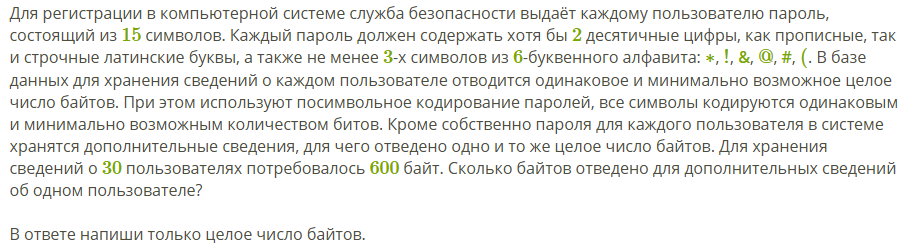 Для регистрации в компьютерной системе служба безопасности выдаёт каждому пользователю пароль,
состоящий из 15 символов. Каждый пароль должен содержать хотя бы 2 десятичные цифры, как прописные, так
и строчные латинские буквы, а также не менее 3-х символов из 6-буквенного алфавита: *, !, &, @, #, (. В базе
данных для хранения сведений о каждом пользователе отводится одинаковое и минимально возможное целое
число байтов. При этом используют посимвольное кодирование паролей, все символы кодируются одинаковым
и минимально возможным количеством битов. Кроме собственно пароля для каждого пользователя в системе
хранятся дополнительные сведения, для чего отведено одно и то же целое число байтов. Для хранения
сведений о 30 пользователях потребовалось 600 байт. Сколько байтов отведено для дополнительных сведений
об одном пользователе?
В ответе напиши только целое число байтов.